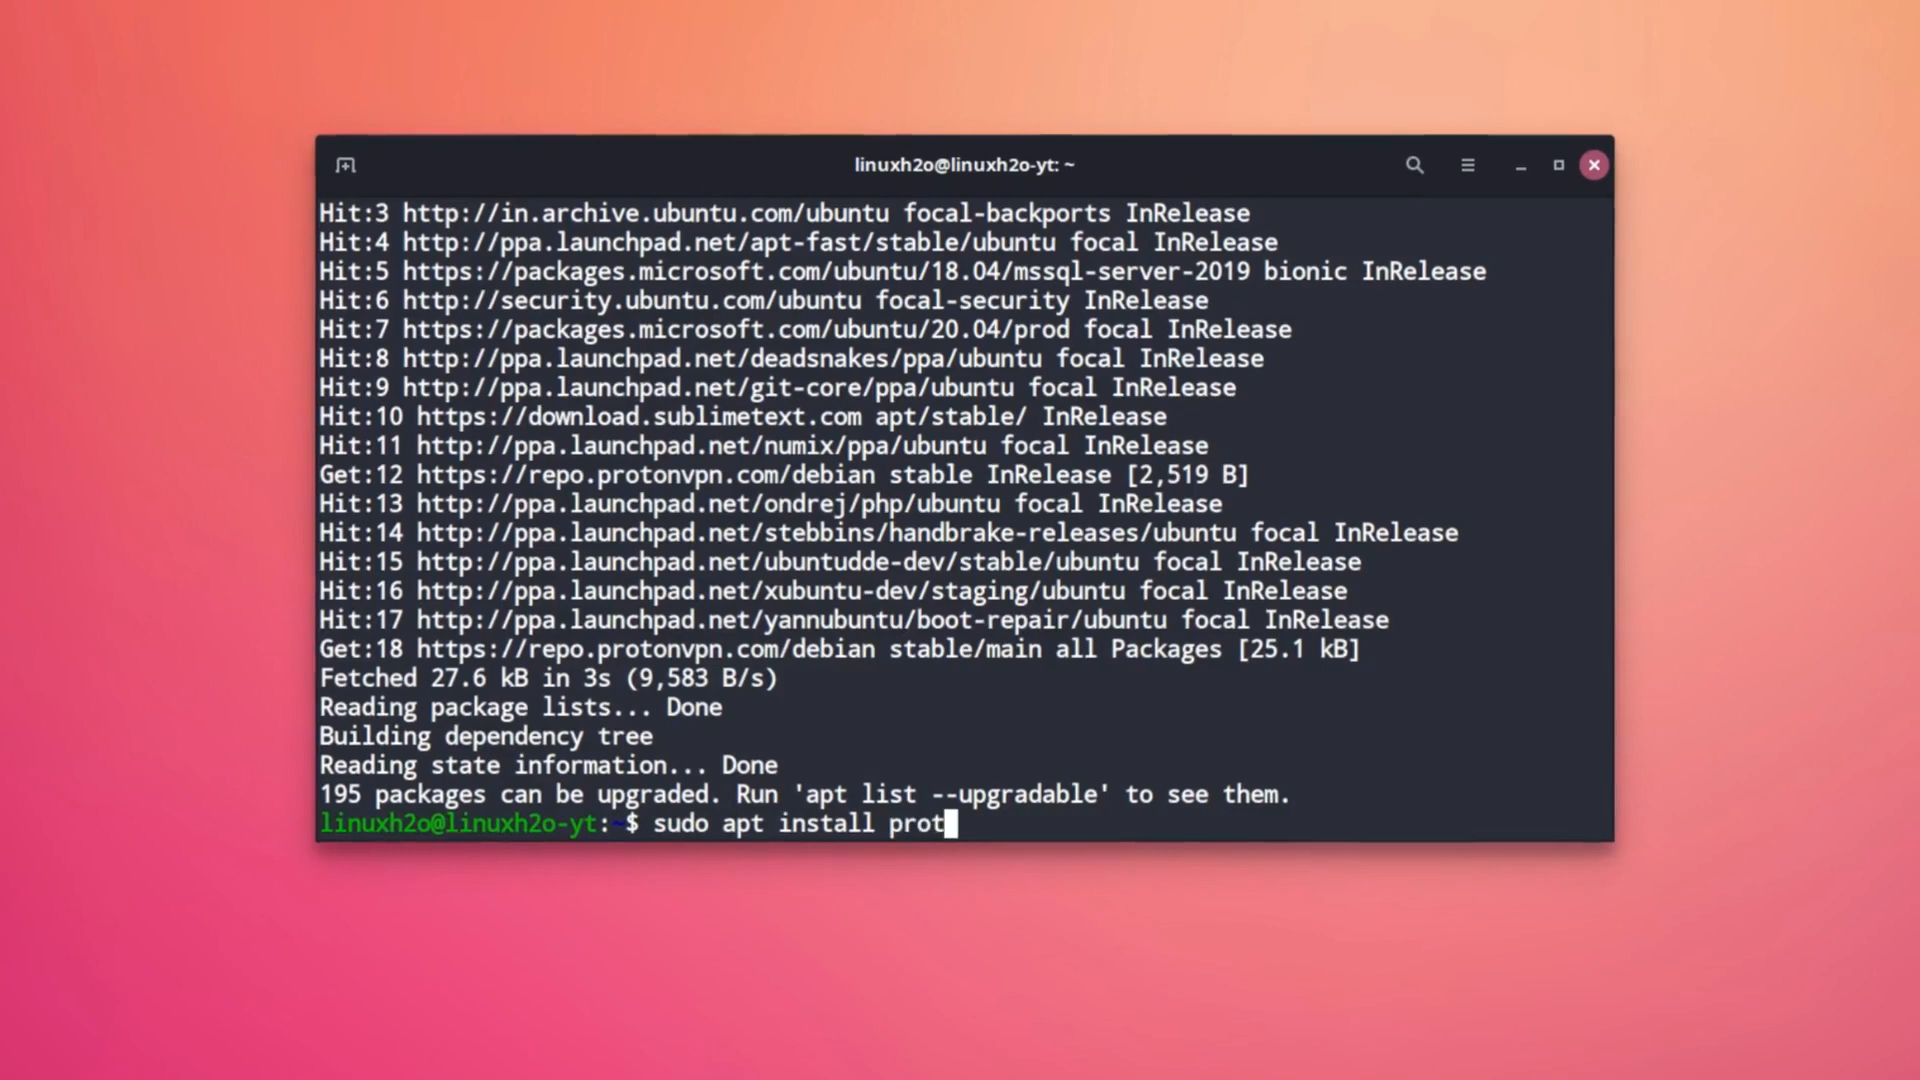 linuxh2o@linuxh2o-yt: ~
Hit:3 http://in.archive.ubuntu.com/ubuntu focal-backports InRelease
Hit:4 http://ppa.launchpad.net/apt-fast/stable/ubuntu focal InRelease
Hit:5 https://packages.microsoft.com/ubuntu/18.04/mssql-server-2019 bionic InRelease
Hit:6 http://security.ubuntu.com/ubuntu focal-security InRelease
Hit:7 https://packages.microsoft.com/ubuntu/20.04/prod focal InRelease
Hit:8 http://ppa.launchpad.net/deadsnakes/ppa/ubuntu focal InRelease
Hit:9 http://ppa.launchpad.net/git-core/ppa/ubuntu focal InRelease
Hit:10 https://download.sublimetext.com apt/stable/ InRelease
Hit:11 http://ppa.launchpad.net/numix/ppa/ubuntu focal InRelease
Get:12 https://repo.protonvpn.com/debian stable InRelease [2,519 B]
Hit:13 http://ppa.launchpad.net/ondrej/php/ubuntu focal InRelease
Hit:14 http://ppa.launchpad.net/stebbins/handbrake-releases/ubuntu focal InRelease
Hit:15 http://ppa.launchpad.net/ubuntudde-dev/stable/ubuntu focal InRelease
Hit:16 http://ppa.launchpad.net/xubuntu-dev/staging/ubuntu focal InRelease
Hit:17 http://ppa.launchpad.net/yannubuntu/boot-repair/ubuntu focal InRelease
Get:18 https://repo.protonvpn.com/debian stable/main all Packages [25.1 kB]
Fetched 27.6 kB in 3s (9,583 B/s)
Reading package lists... Done
Building dependency tree
Reading state information... Done
195 packages can be upgraded. Run 'apt list --upgradable' to see them.
linuxh2o@linuxh2o-yt:~$ sudo apt install prot